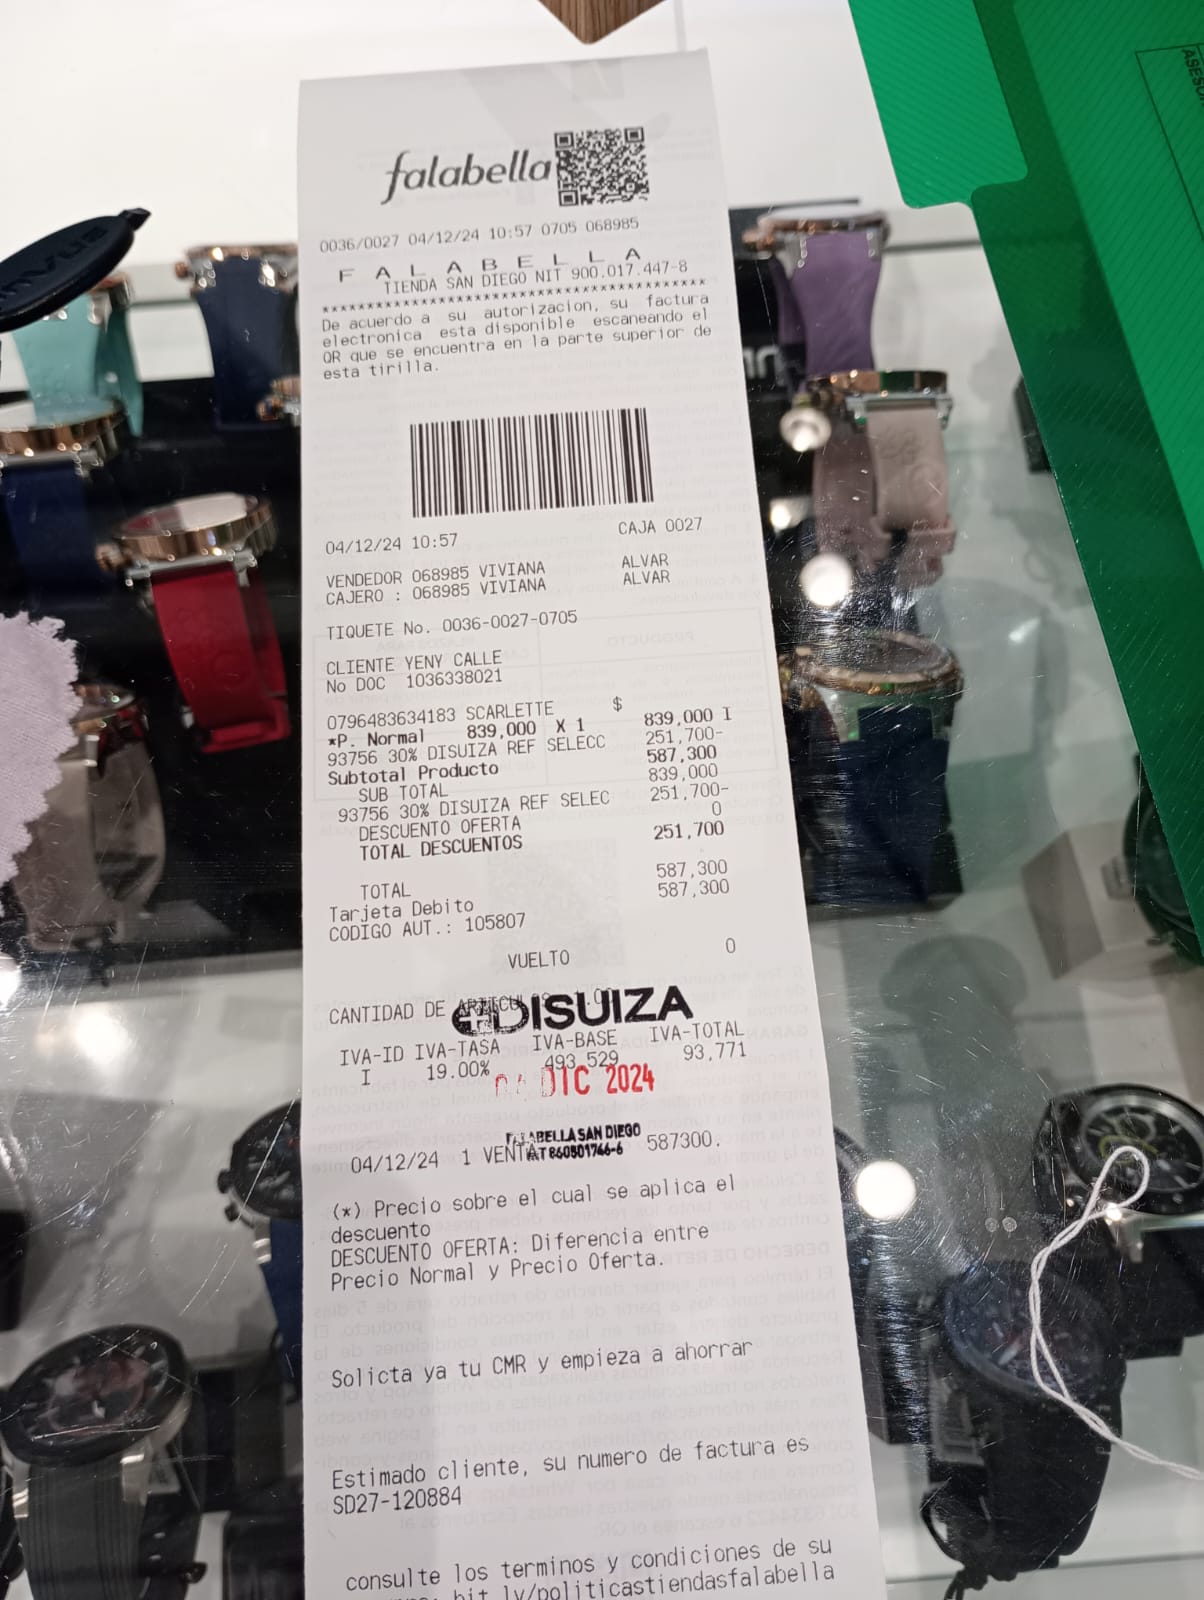 falabella
0036/0027 04/12/24 10:57 0705 068985
F A L A B E L L A
TIENDA SAN DIEGO NIT 900.017.447-8
De acuerdo a su autorizacion, su factura
electronica esta disponible escaneando el
QR que se encuentra en la parte superior de
esta tirilla.
04/12/24 10:57 CAJA 0027
VENDEDOR 068985 VIVIANA ALVAR
CAJERO : 068985 VIVIANA ALVAR
TIQUETE No. 0036-0027-0705
CLIENTE YENY CALLE
No DOC 1036338021
0796483634183 SCARLETTE $ 839,000 I
*P. Normal 839,000 X 1
93756 30% DISUIZA REF SELECC 251,700-
Subtotal Producto 587,300
SUB TOTAL 839,000
93756 30% DISUIZA REF SELEC 251,700-
DESCUENTO OFERTA 0
TOTAL DESCUENTOS 251,700
TOTAL 587,300
Tarjeta Debito 587,300
CODIGO AUT.: 105807
VUELTO 0
CANTIDAD DE
DISUIZA
IVA-ID IVA-TASA IVA-BASE IVA-TOTAL
I 19.00% 493,529 93,771
DIC 2024
FALABELLA SAN DIEGO
04/12/24 1 VENTA 587300.
(*) Precio sobre el cual se aplica el
descuento
DESCUENTO OFERTA: Diferencia entre
Precio Normal y Precio Oferta.
Solicta ya tu CMR y empieza a ahorrar
Estimado cliente, su numero de factura es
SD27-120884
consulte los terminos y condiciones de su
bit.ly/politicastiendasfalabella